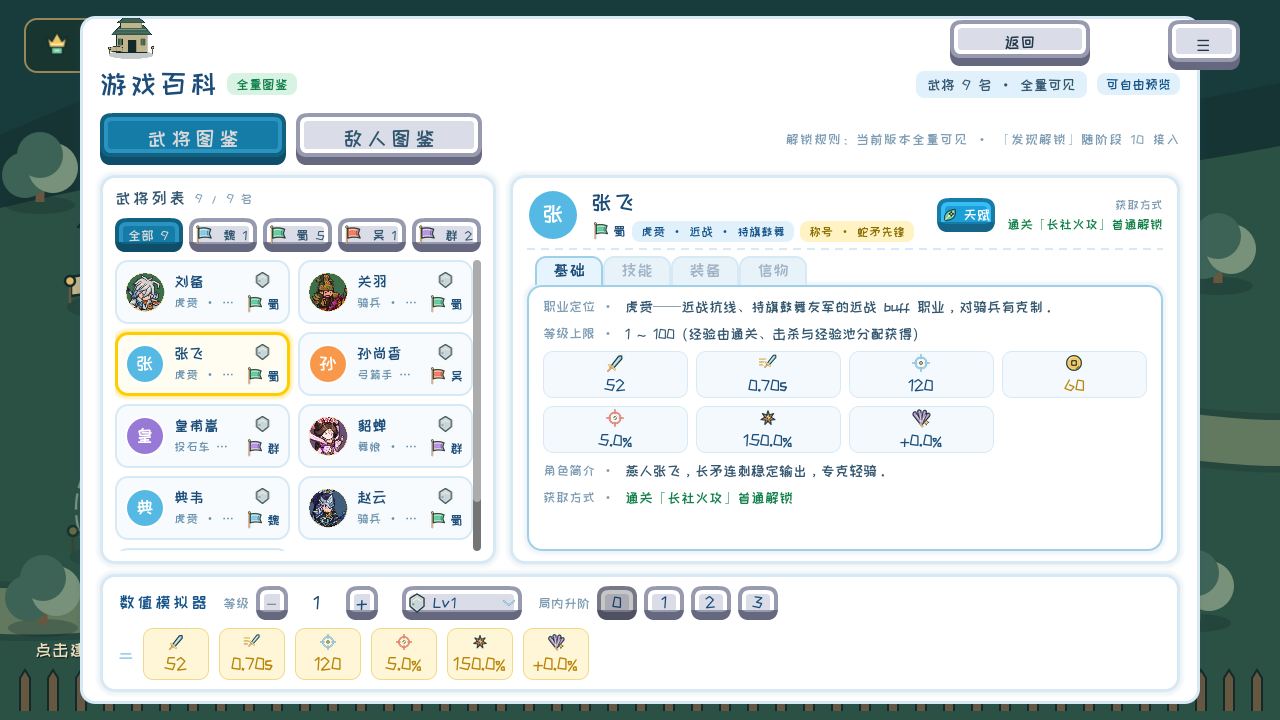 返回
☰
游戏百科 全量图鉴
武将 9 名 · 全量可见 可自由预览
武将图鉴 敌人图鉴
解锁规则: 当前版本全量可见 · 「发现解锁」随阶段 10 接入
武将列表 9 / 9 名
全部 9 魏 1 蜀 5 吴 1 群 2
刘备
虎贲 · ··· 蜀
关羽
骑兵 · ··· 蜀
张 张飞
虎贲 · ··· 蜀
孙 孙尚香
弓箭手 ··· 吴
皇 皇甫嵩
投石车 ··· 群
貂蝉
舞娘 · ··· 群
典 典韦
虎贲 · ··· 魏
赵云
骑兵 · ··· 蜀
张 张飞
蜀 虎贲 · 近战 · 持旗鼓舞 称号 · 蛇矛先锋
天赋
获取方式
通关「长社火攻」普通解锁
基础 技能 装备 信物
职业定位 · 虎贲——近战抗线、持旗鼓舞友军的近战 buff 职业，对骑兵有克制．
等级上限 · 1 ~ 100 (经验由通关、击杀与经验池分配获得)
52 0.70s 120 60
5.0% 150.0% +0.0%
角色简介 · 燕人张飞，长矛连刺稳定输出，专克轻骑．
获取方式 · 通关「长社火攻」普通解锁
数值模拟器 等级 − 1 + Lv1 局内升阶 0 1 2 3
= 52 0.70s 120 5.0% 150.0% +0.0%
点击建